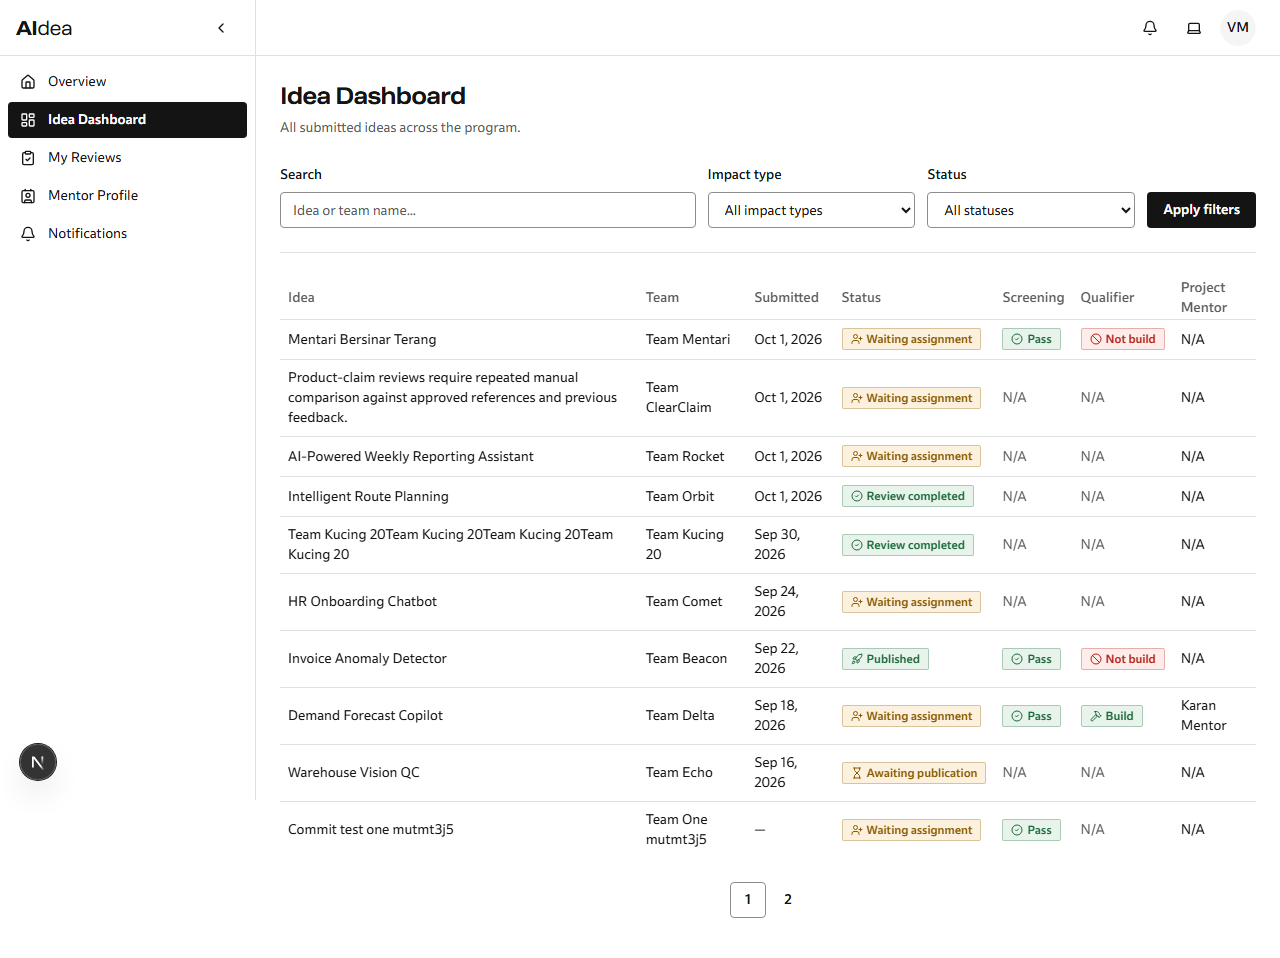 AIdea
VM
Overview
Idea Dashboard
My Reviews
Mentor Profile
Notifications
N
Idea Dashboard
All submitted ideas across the program.
Search
Impact type
Status
Idea or team name...
All impact types
All statuses
Apply filters
Idea Team Submitted Status Screening Qualifier Project Mentor
Mentari Bersinar Terang Team Mentari Oct 1, 2026 Waiting assignment Pass Not build N/A
Product-claim reviews require repeated manual
comparison against approved references and previous
feedback.
Team
ClearClaim
Oct 1, 2026 Waiting assignment N/A N/A N/A
AI-Powered Weekly Reporting Assistant Team Rocket Oct 1, 2026 Waiting assignment N/A N/A N/A
Intelligent Route Planning Team Orbit Oct 1, 2026 Review completed N/A N/A N/A
Team Kucing 20Team Kucing 20Team Kucing 20Team
Kucing 20
Team Kucing
20
Sep 30,
2026
Review completed N/A N/A N/A
HR Onboarding Chatbot Team Comet
Sep 24,
2026
Waiting assignment N/A N/A N/A
Invoice Anomaly Detector Team Beacon
Sep 22,
2026
Published Pass Not build N/A
Demand Forecast Copilot Team Delta
Sep 18,
2026
Waiting assignment Pass Build
Karan
Mentor
Warehouse Vision QC Team Echo
Sep 16,
2026
Awaiting publication N/A N/A N/A
Commit test one mutmt3j5
Team One
mutmt3j5
— Waiting assignment Pass N/A N/A
1 2